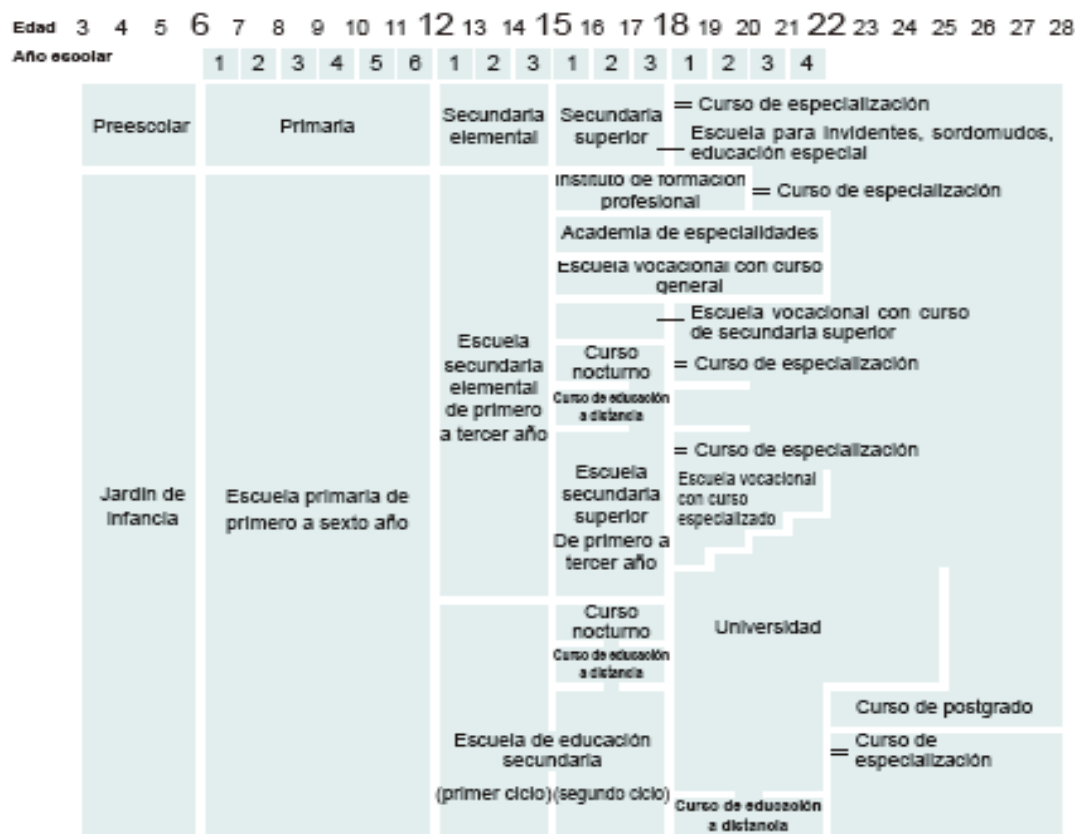 Edad 3 4 5 6 7 8 9 10 11 12 13 14 15 16 17 18 19 20 21 22 23 24 25 26 27 28
Año escolar 1 2 3 4 5 6 1 2 3 1 2 3 1 2 3 4
Preescolar
Primaria
Secundaria
elemental
Secundaria
superior
= Curso de especialización
Escuela para invidentes, sordomudos,
educación especial
Jardín de
infancia
Escuela primaria de
primero a sexto año
Escuela
secundaria
elemental
de primero
a tercer año
Instituto de formación
profesional
= Curso de especialización
Academia de especialidades
Escuela vocacional con curso
general
Escuela vocacional con curso
de secundaria superior
Curso
nocturno
= Curso de especialización
Curso de educación
a distancia
= Curso de especialización
Escuela
secundaria
superior
De primero a
tercer año
Escuela vocacional
con curso
especializado
Curso
nocturno
Universidad
Curso de educación
a distancia
Curso de postgrado
Escuela de educación
secundaria
(primer ciclo) (segundo ciclo)
= Curso de
especialización
Curso de educación
a distancia